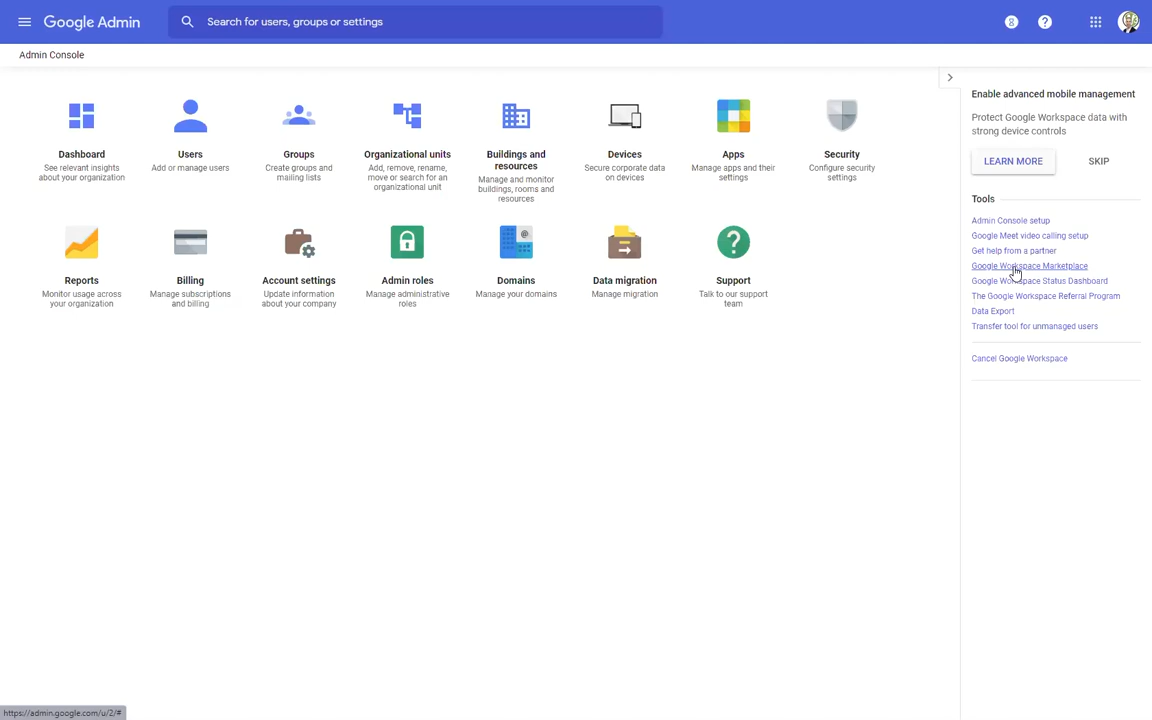 Google Admin
Search for users, groups or settings
Admin Console
Dashboard
See relevant insights
about your organization
Users
Add or manage users
Groups
Create groups and
mailing lists
Organizational units
Add, remove, rename,
move or search for an
organizational unit
Buildings and
resources
Manage and monitor
buildings, rooms and
resources
Devices
Secure corporate data
on devices
Apps
Manage apps and their
settings
Security
Configure security
settings
Reports
Monitor usage across
your organization
Billing
Manage subscriptions
and billing
Account settings
Update information
about your company
Admin roles
Manage administrative
roles
Domains
Manage your domains
Data migration
Manage migration
Support
Talk to our support
team
Enable advanced mobile management
Protect Google Workspace data with
strong device controls
LEARN MORE
SKIP
Tools
Admin Console setup
Google Meet video calling setup
Get help from a partner
Google Workspace Marketplace
Google Workspace Status Dashboard
The Google Workspace Referral Program
Data Export
Transfer tool for unmanaged users
Cancel Google Workspace
https://admin.google.com/u/2/#